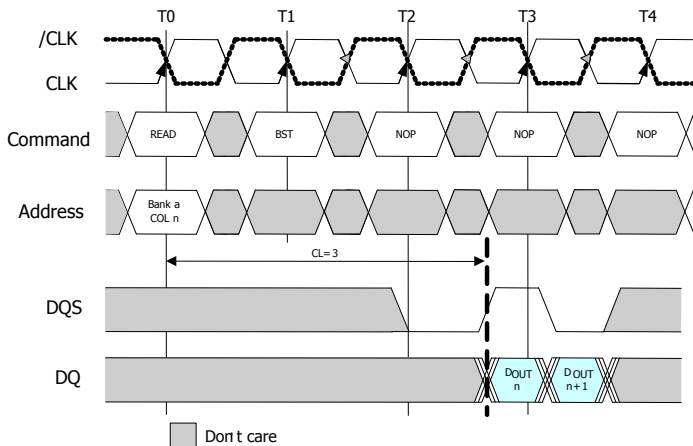 T0 T1 T2 T3 T4
/CLK
CLK
Command READ BST NOP NOP NOP
Address Bank a
COL n
CL=3
DQS
DQ DOUT DOUT
n n+1
Don't care